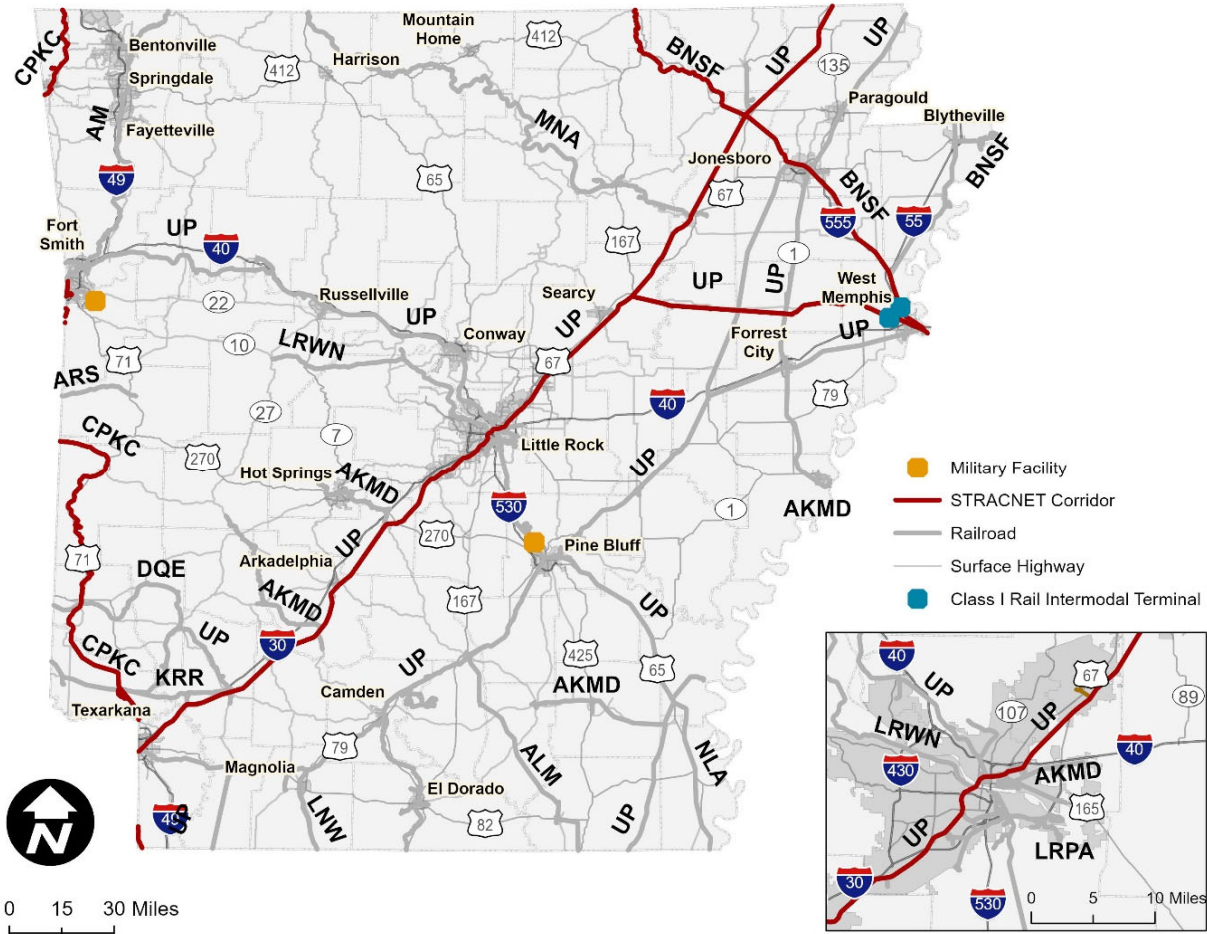 Mountain
Home
412
BNSF
UP
UP
CPKC
Bentonville
Harrison
135
Springdale
412
Paragould
Blytheville
AM
Fayetteville
MNA
BNSF
Jonesboro
49
65
67
BNSF
555
55
Fort
Smith
UP
40
167
1
UP
UP
West
Memphis
22
Russellville
Searcy
UP
UP
Conway
UP
10
LRWN
67
Forrest
City
71
ARS
40
79
27
CPKC
7
Little Rock
270
UP
Hot Springs
AKMD
530
1
AKMD
270
Pine Bluff
71
UP
Arkadelphia
DQE
AKMD
167
UP
UP
30
425
65
CPKC
KRR
UP
Camden
AKMD
Texarkana
79
NLA
Magnolia
ALM
El Dorado
49
UP
LNW
82
UP
N
0 15 30 Miles
Military Facility
STRACNET Corridor
Railroad
Surface Highway
Class I Rail Intermodal Terminal
40
UP
67
107
UP
89
LRWN
40
430
AKMD
165
UP
LRPA
30
530
0 5 10 Miles